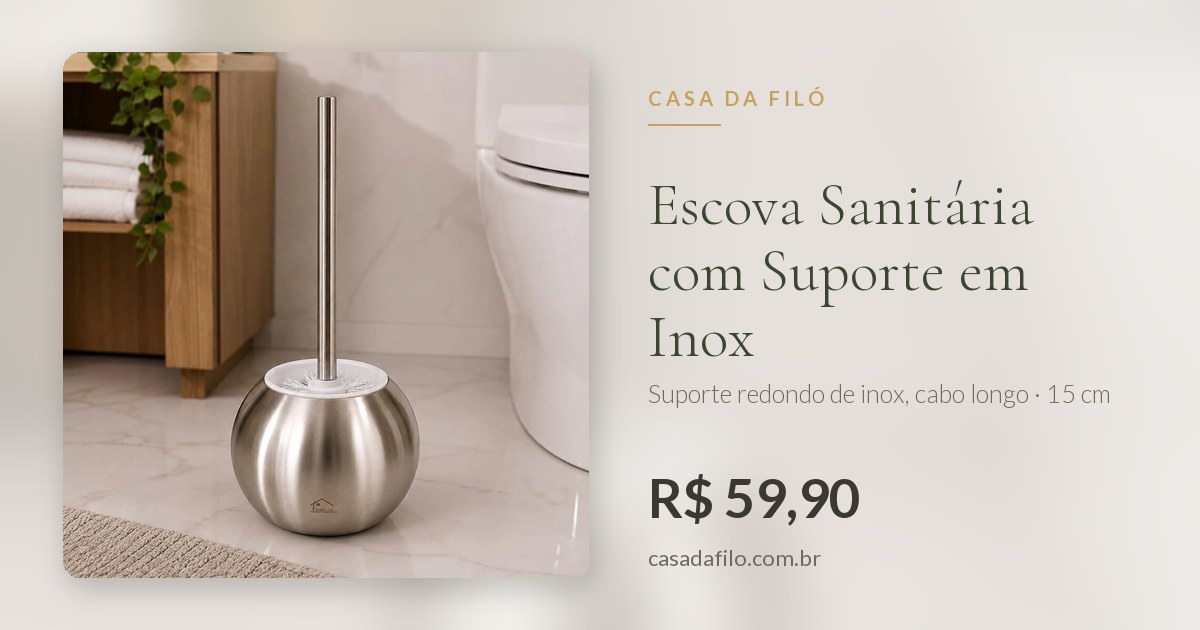 CASA DA FILÓ
Escova Sanitária
com Suporte em
Inox
Suporte redondo de inox, cabo longo · 15 cm
R$ 59,90
casadafilo.com.br